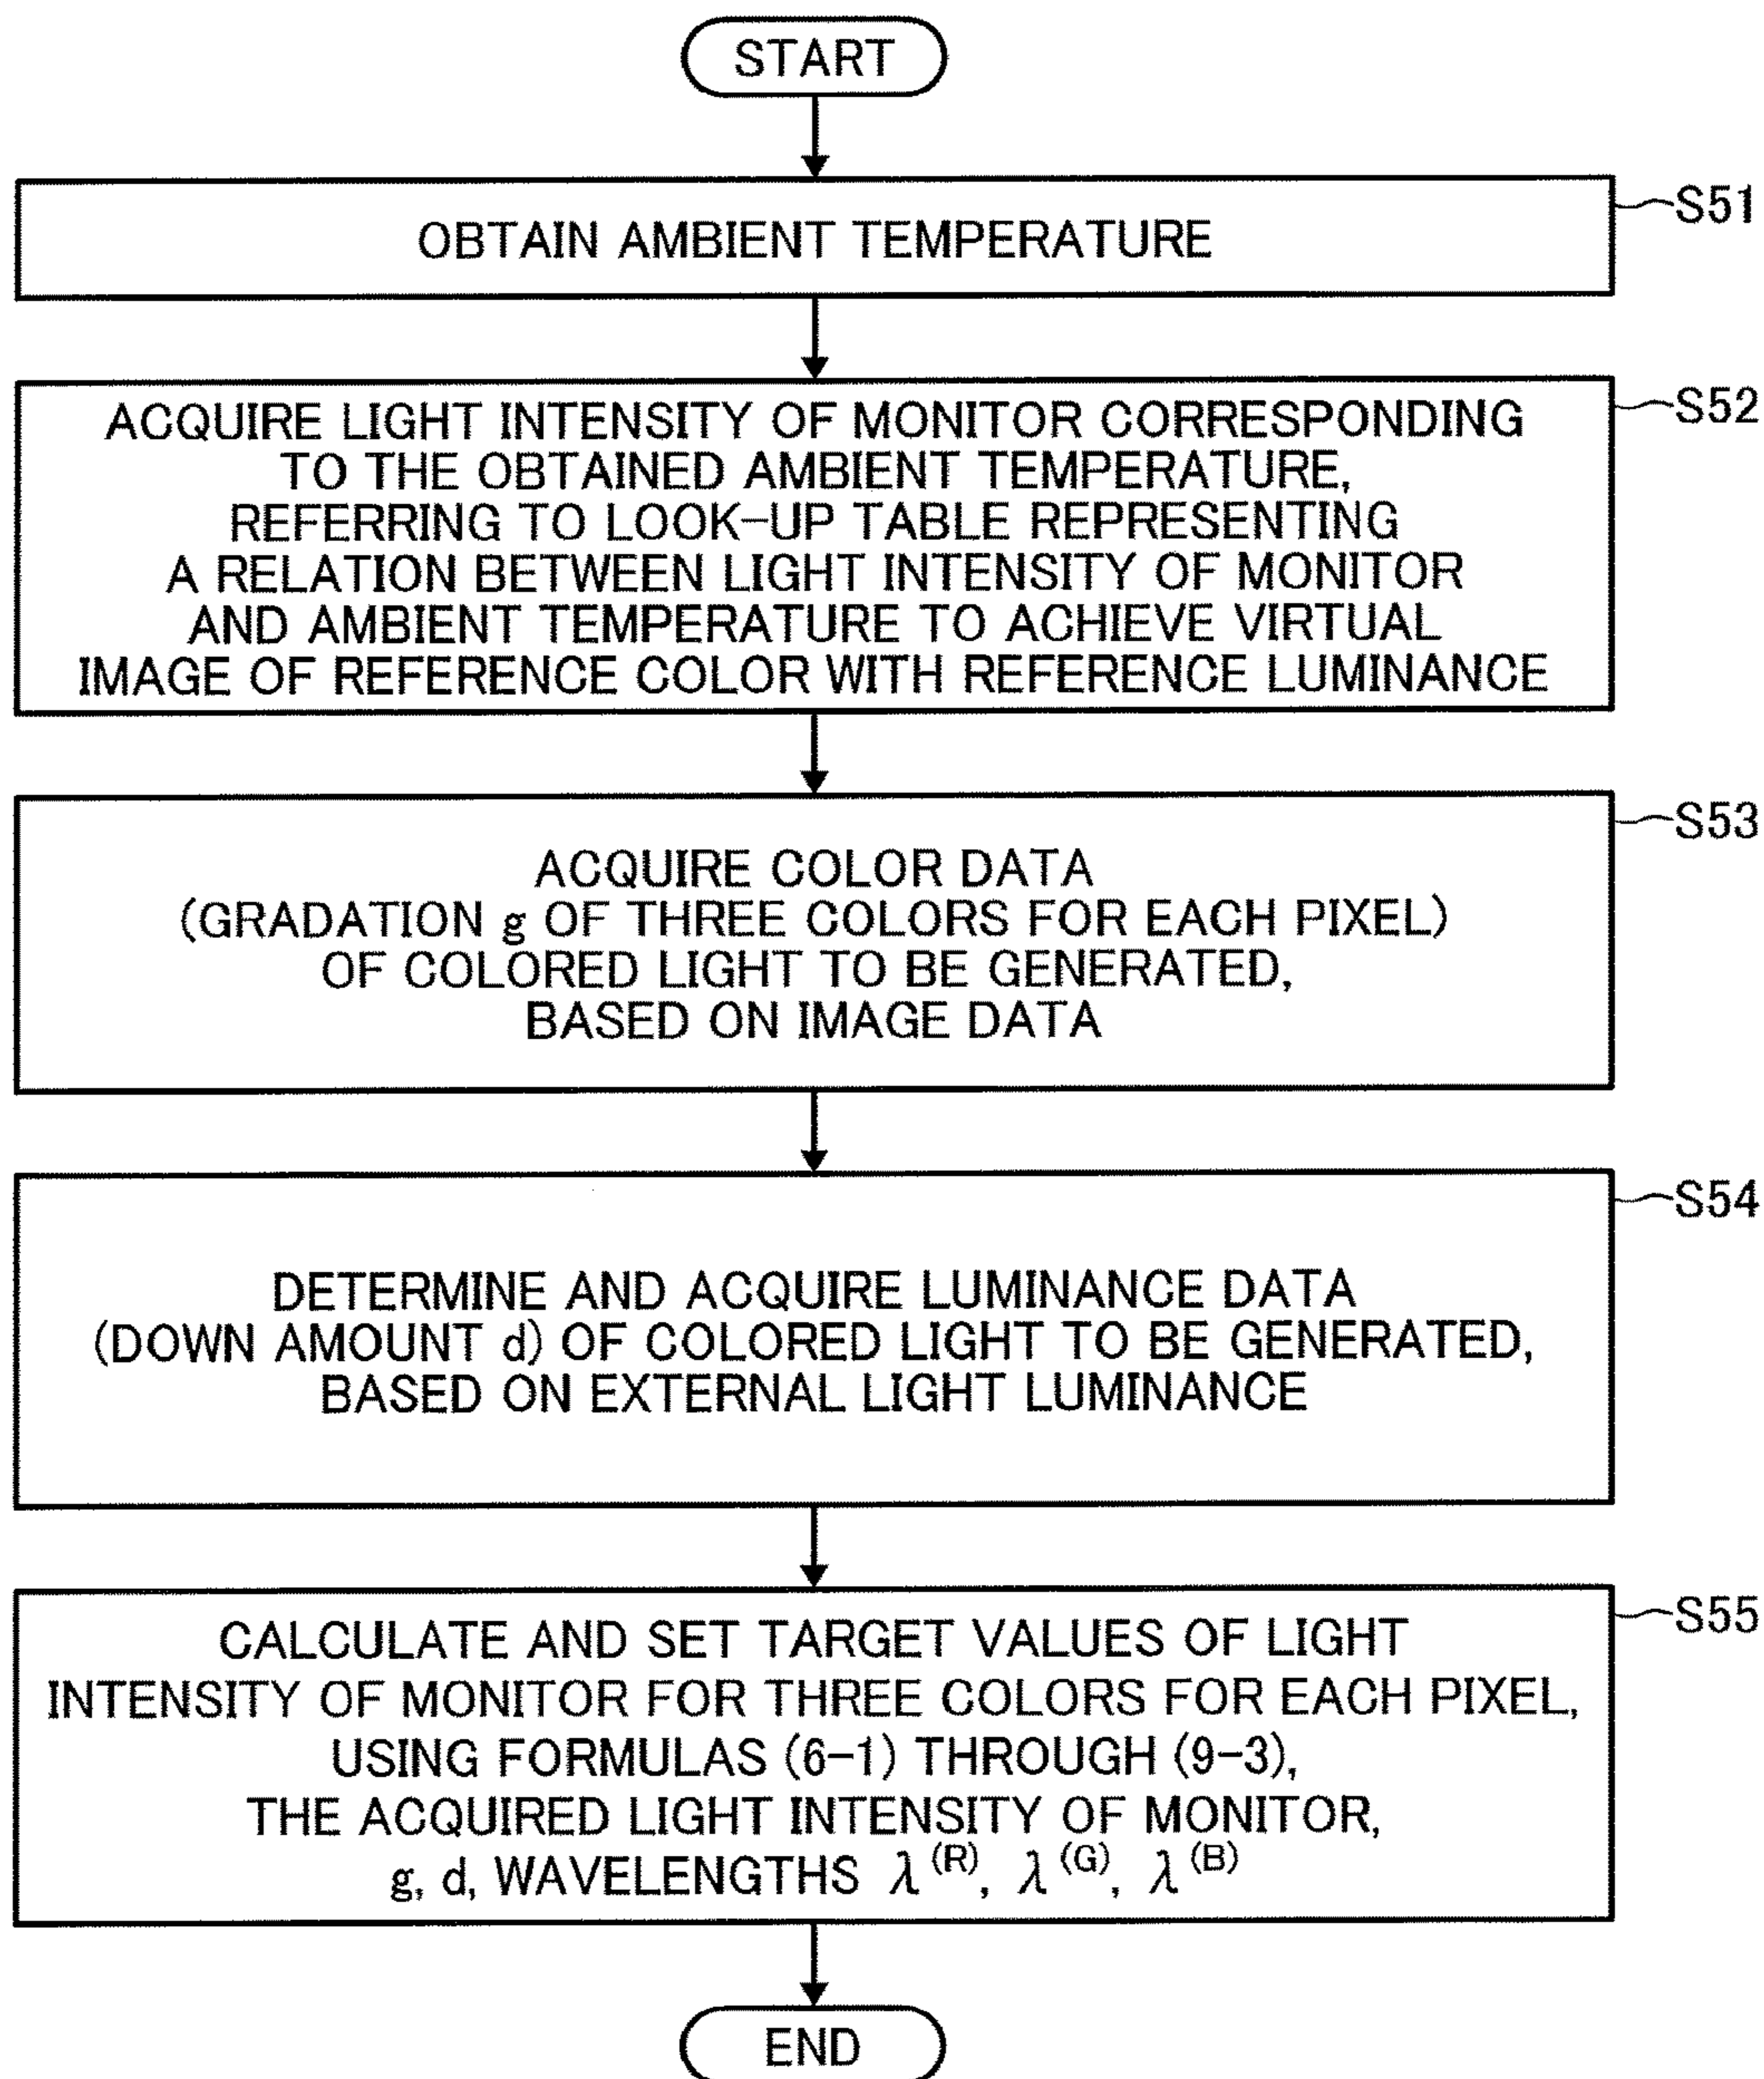 START
OBTAIN AMBIENT TEMPERATURE
S51
ACQUIRE LIGHT INTENSITY OF MONITOR CORRESPONDING
TO THE OBTAINED AMBIENT TEMPERATURE,
REFERRING TO LOOK-UP TABLE REPRESENTING
A RELATION BETWEEN LIGHT INTENSITY OF MONITOR
AND AMBIENT TEMPERATURE TO ACHIEVE VIRTUAL
IMAGE OF REFERENCE COLOR WITH REFERENCE LUMINANCE
S52
ACQUIRE COLOR DATA
(GRADATION g OF THREE COLORS FOR EACH PIXEL)
OF COLORED LIGHT TO BE GENERATED,
BASED ON IMAGE DATA
S53
DETERMINE AND ACQUIRE LUMINANCE DATA
(DOWN AMOUNT d) OF COLORED LIGHT TO BE GENERATED,
BASED ON EXTERNAL LIGHT LUMINANCE
S54
CALCULATE AND SET TARGET VALUES OF LIGHT
INTENSITY OF MONITOR FOR THREE COLORS FOR EACH PIXEL,
USING FORMULAS (6-1) THROUGH (9-3),
THE ACQUIRED LIGHT INTENSITY OF MONITOR,
g, d, WAVELENGTHS λ(R), λ(G), λ(B)
S55
END